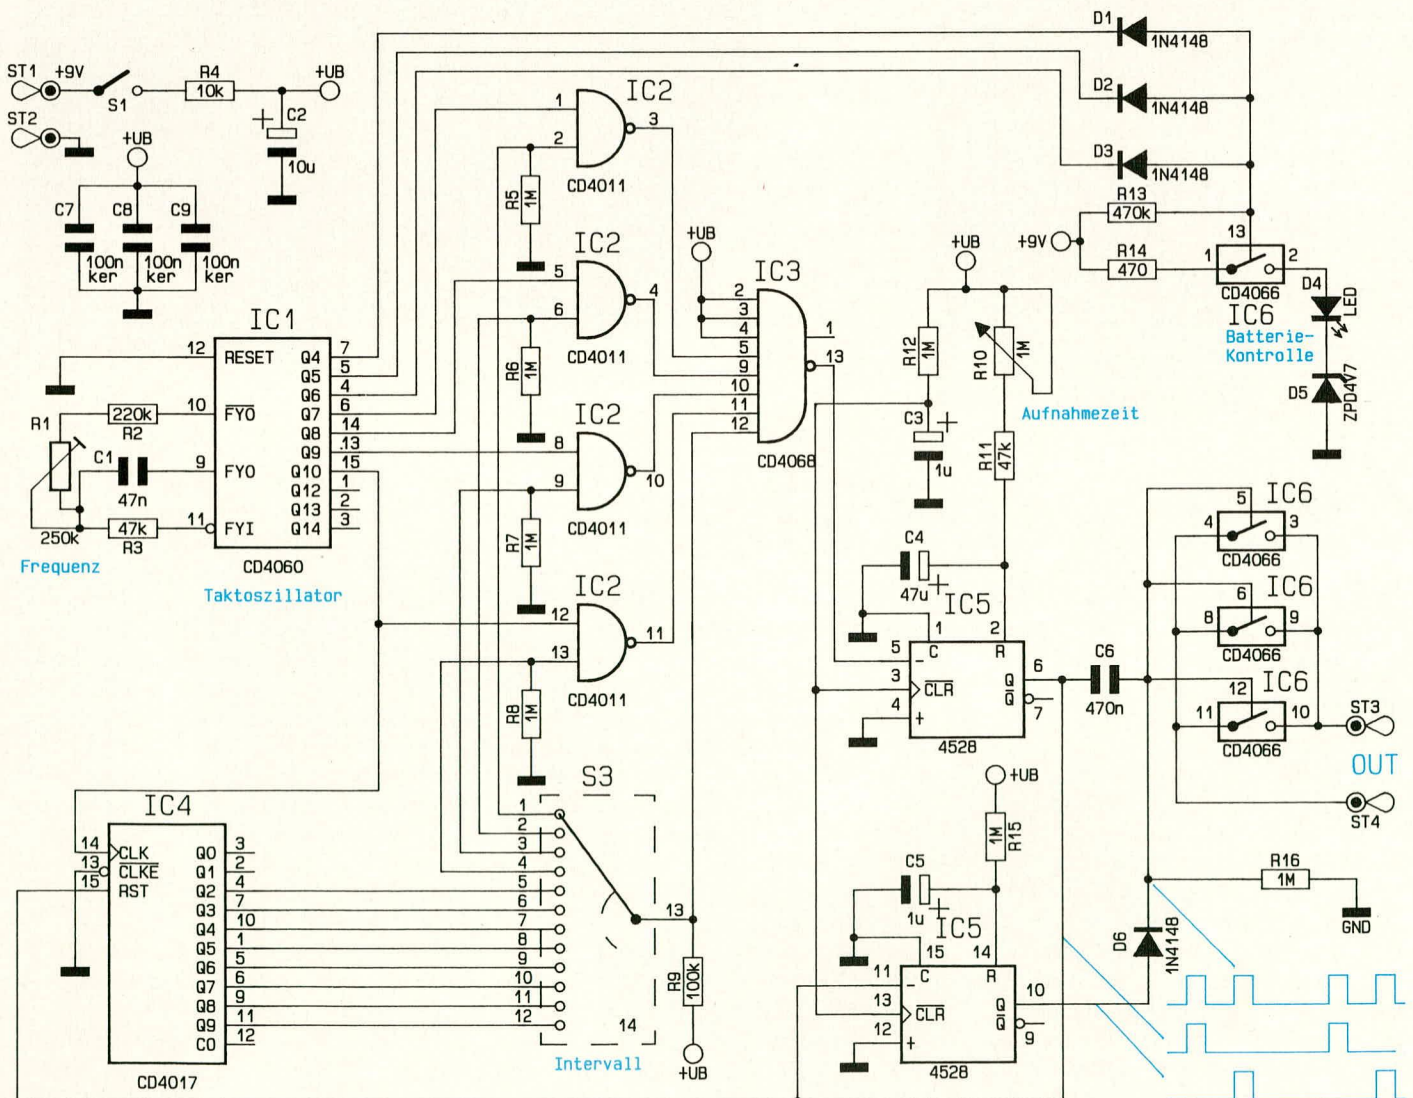 D1
1N4148
ST1 +9V
S1
R4
10k
+UB
C2
+
10u
ST2
D2
1N4148
D3
1N4148
IC2
1
2
3
CD4011
R5
1M
+UB
C7
C8
C9
100n
ker
100n
ker
100n
ker
R13
470k
+9V
R14
470
13
1
2
CD4066
IC6
Batterie-
Kontrolle
D4
LED
D5
ZPD4V7
IC2
5
6
4
CD4011
R6
1M
+UB
IC3
2
3
4
5
9
10
11
12
1
13
CD4068
+UB
R12
1M
R10
1M
Aufnahmezeit
C3
+
1u
R11
47k
IC1
12
RESET
10
FYO
9
FYO
11
FYI
Q4
7
Q5
5
Q6
4
Q7
6
Q8
14
Q9
13
Q10
15
Q12
1
Q13
2
Q14
3
CD4060
Taktoszillator
R1
220k
R2
C1
47n
47k
R3
250k
Frequenz
IC2
8
9
10
CD4011
R7
1M
IC2
12
13
11
CD4011
R8
1M
C4
47u
+
IC5
1
2
C
R
5
-
3
CLR
4
+
Q
6
Q
7
4528
C6
470n
5
IC6
4
3
CD4066
6
IC6
8
9
CD4066
12
IC6
11
10
CD4066
ST3
OUT
ST4
IC4
14
CLK
13
CLKE
15
RST
Q0
3
Q1
2
Q2
4
Q3
7
Q4
10
Q5
1
Q6
5
Q7
6
Q8
9
Q9
11
CO
12
CD4017
S3
1
2
3
4
5
6
7
8
9
10
11
12
13
14
Intervall
R9
100k
+UB
+UB
R15
1M
C5
1u
+
IC5
15
14
C
R
11
-
13
CLR
12
+
Q
10
Q
9
4528
R16
1M
GND
D6
1N4148